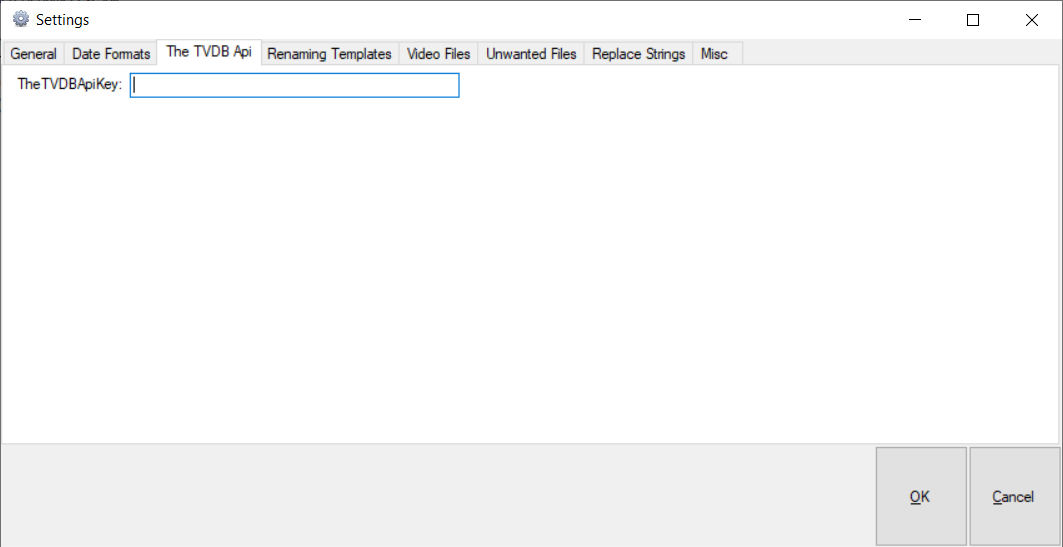 Settings
General Date Formats The TVDB Api Renaming Templates Video Files Unwanted Files Replace Strings Misc
TheTVDBApiKey:
OK Cancel